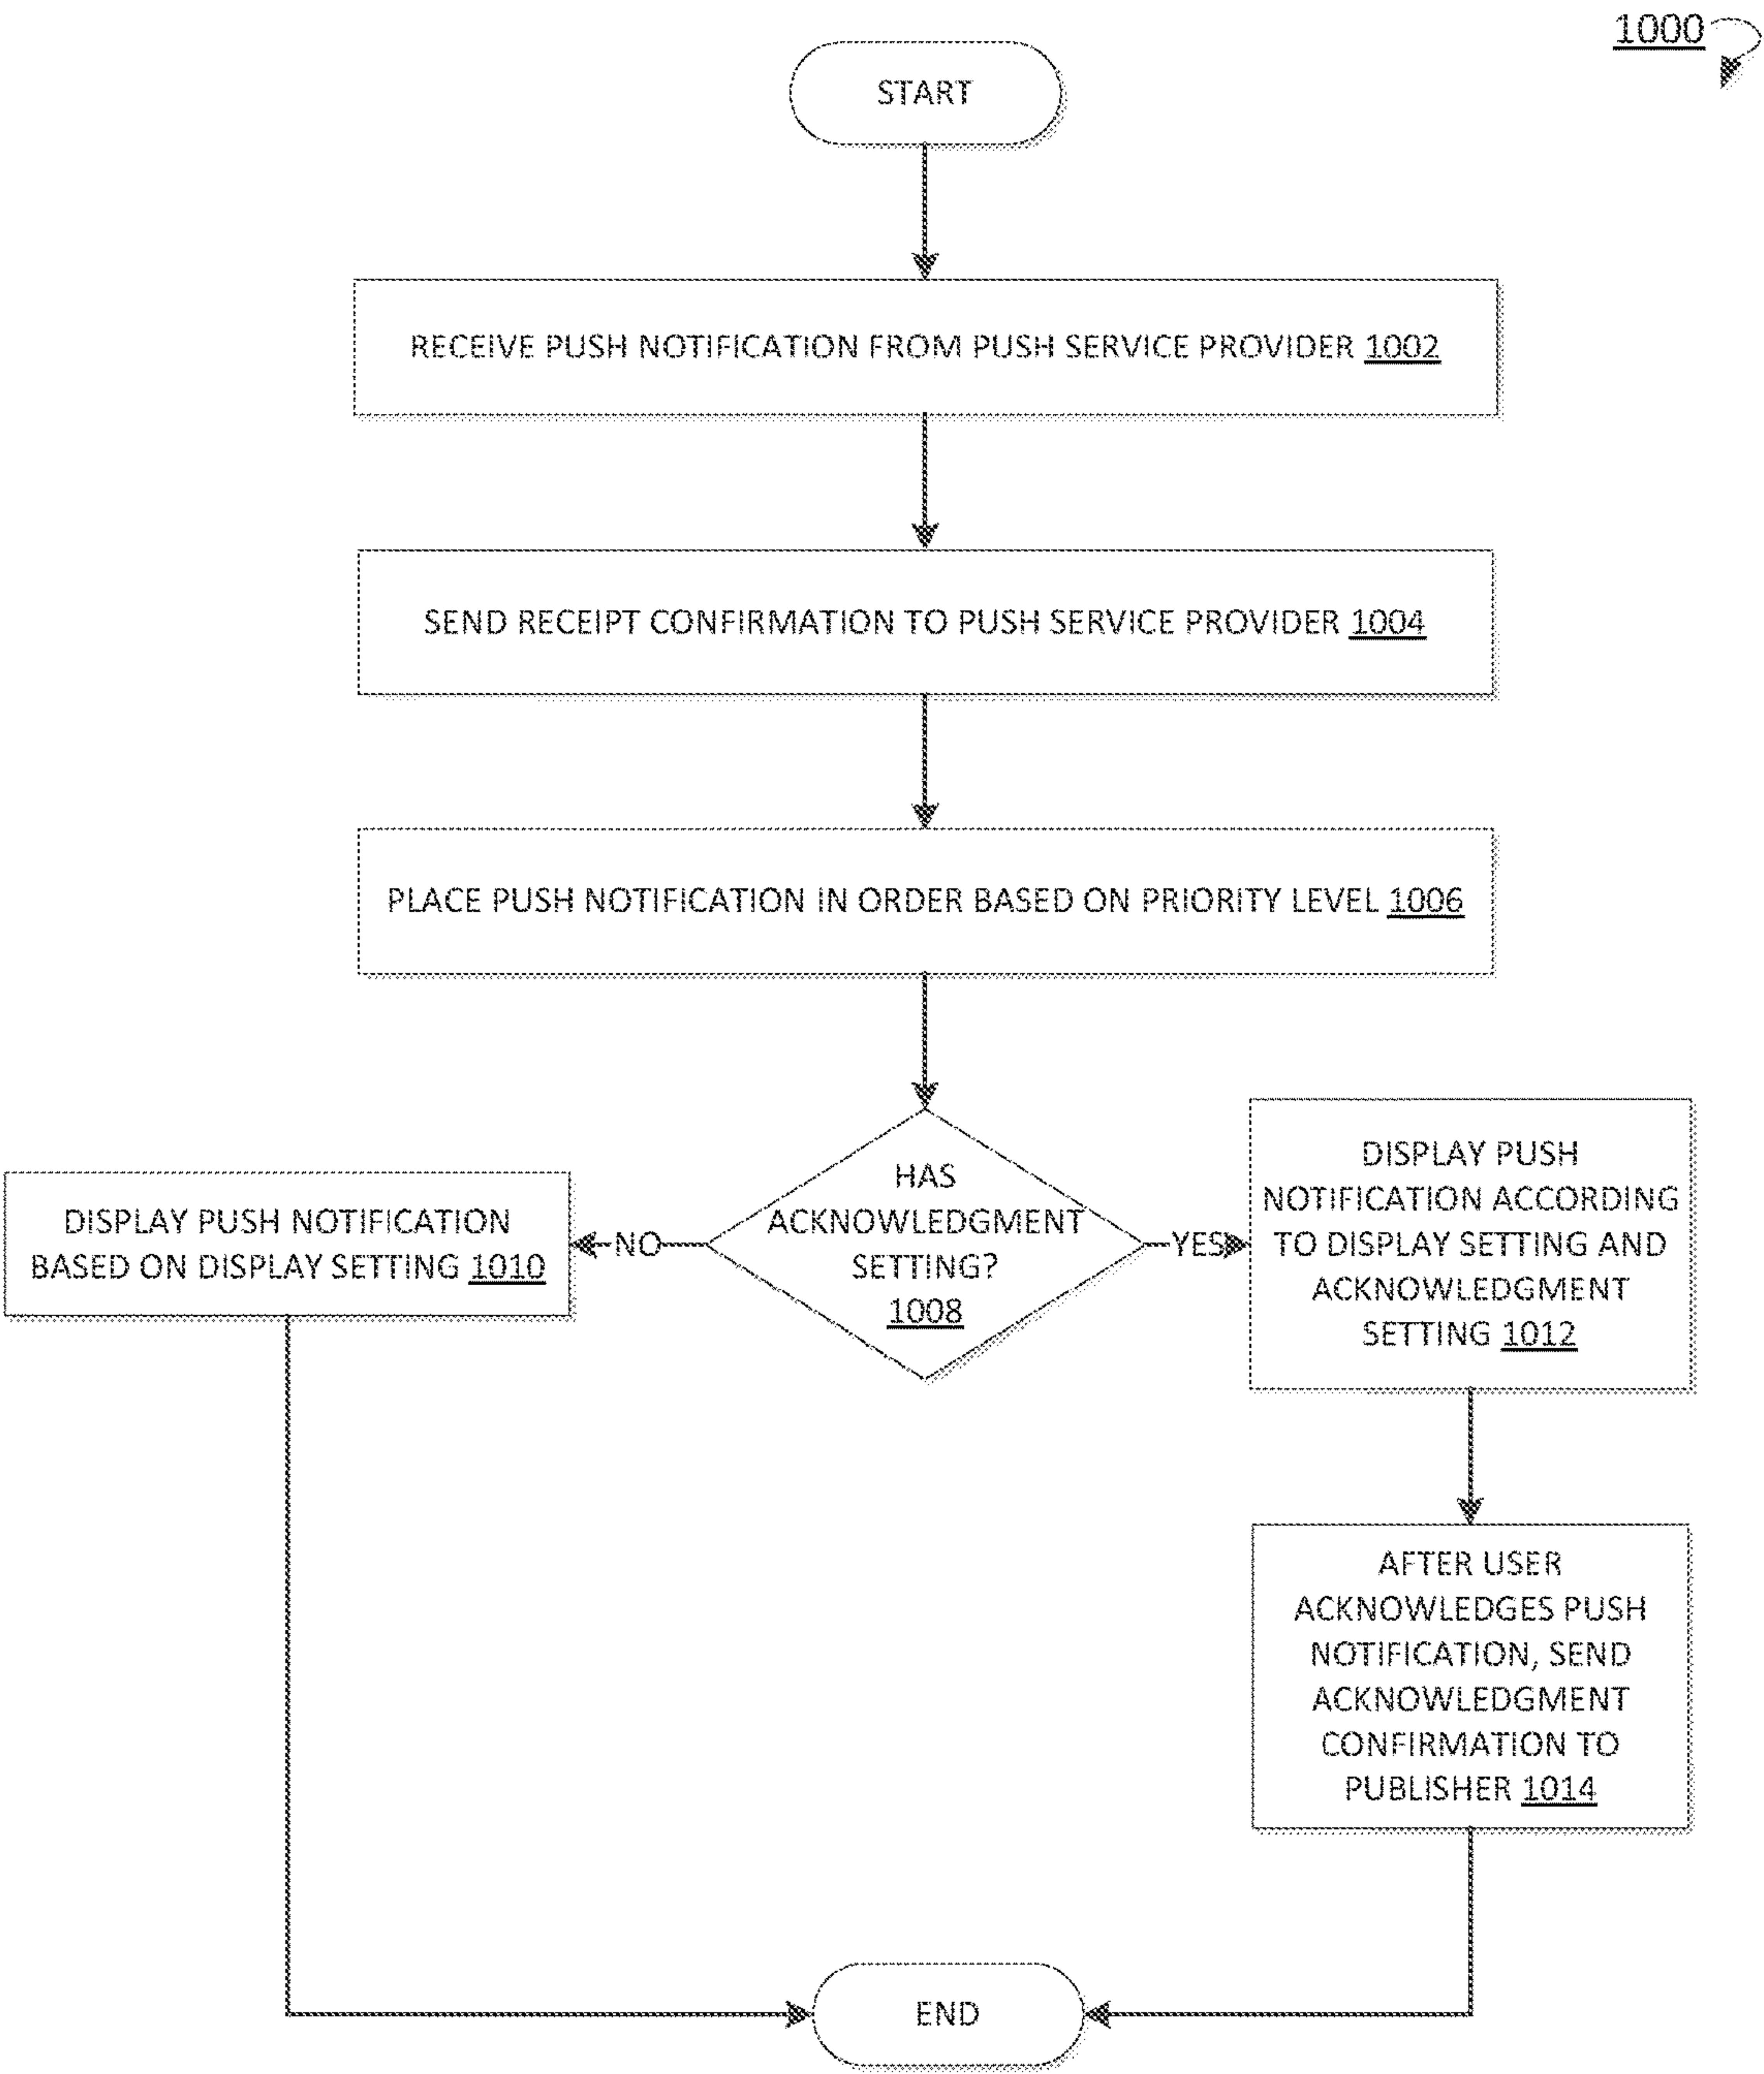 1000
START
RECEIVE PUSH NOTIFICATION FROM PUSH SERVICE PROVIDER 1002
SEND RECEIPT CONFIRMATION TO PUSH SERVICE PROVIDER 1004
PLACE PUSH NOTIFICATION IN ORDER BASED ON PRIORITY LEVEL 1006
HAS
ACKNOWLEDGMENT
SETTING?
1008
NO
YES
DISPLAY PUSH NOTIFICATION
BASED ON DISPLAY SETTING 1010
DISPLAY PUSH
NOTIFICATION ACCORDING
TO DISPLAY SETTING AND
ACKNOWLEDGMENT
SETTING 1012
AFTER USER
ACKNOWLEDGES PUSH
NOTIFICATION, SEND
ACKNOWLEDGMENT
CONFIRMATION TO
PUBLISHER 1014
END